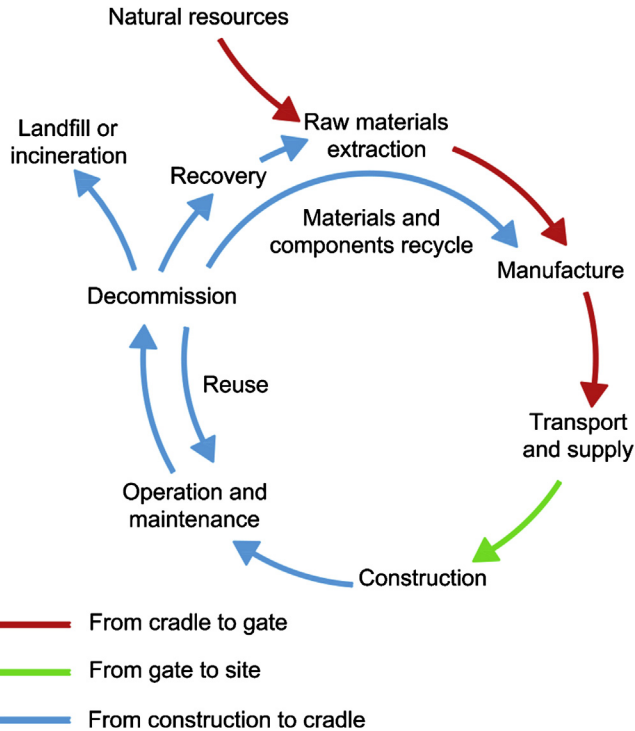 Natural resources
Raw materials
extraction
Landfill or
incineration
Recovery
Materials and
components recycle
Manufacture
Decommission
Reuse
Transport
and supply
Operation and
maintenance
Construction
From cradle to gate
From gate to site
From construction to cradle